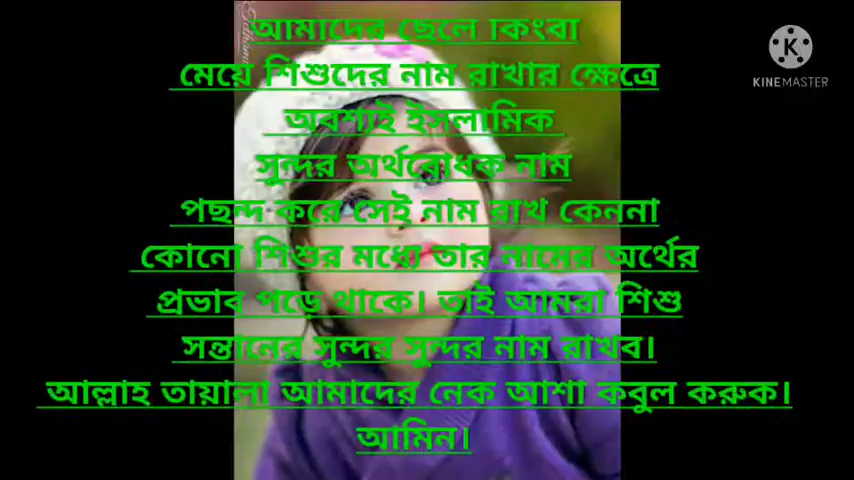 আমাদের ছেলে কিংবা
মেয়ে শিশুদের নাম রাখার ক্ষেত্রে
অবশ্যই ইসলামিক
সুন্দর অর্থবোধক নাম
পছন্দ করে সেই নাম রাখ কেননা
কোনো শিশুর মধ্যে তার নামের অর্থের
প্রভাব পড়ে থাকে। তাই আমরা শিশু
সন্তানের সুন্দর সুন্দর নাম রাখব।
আল্লাহ তায়ালা আমাদের নেক আশা কবুল করুক।
আমিন।
K
KINEMASTER